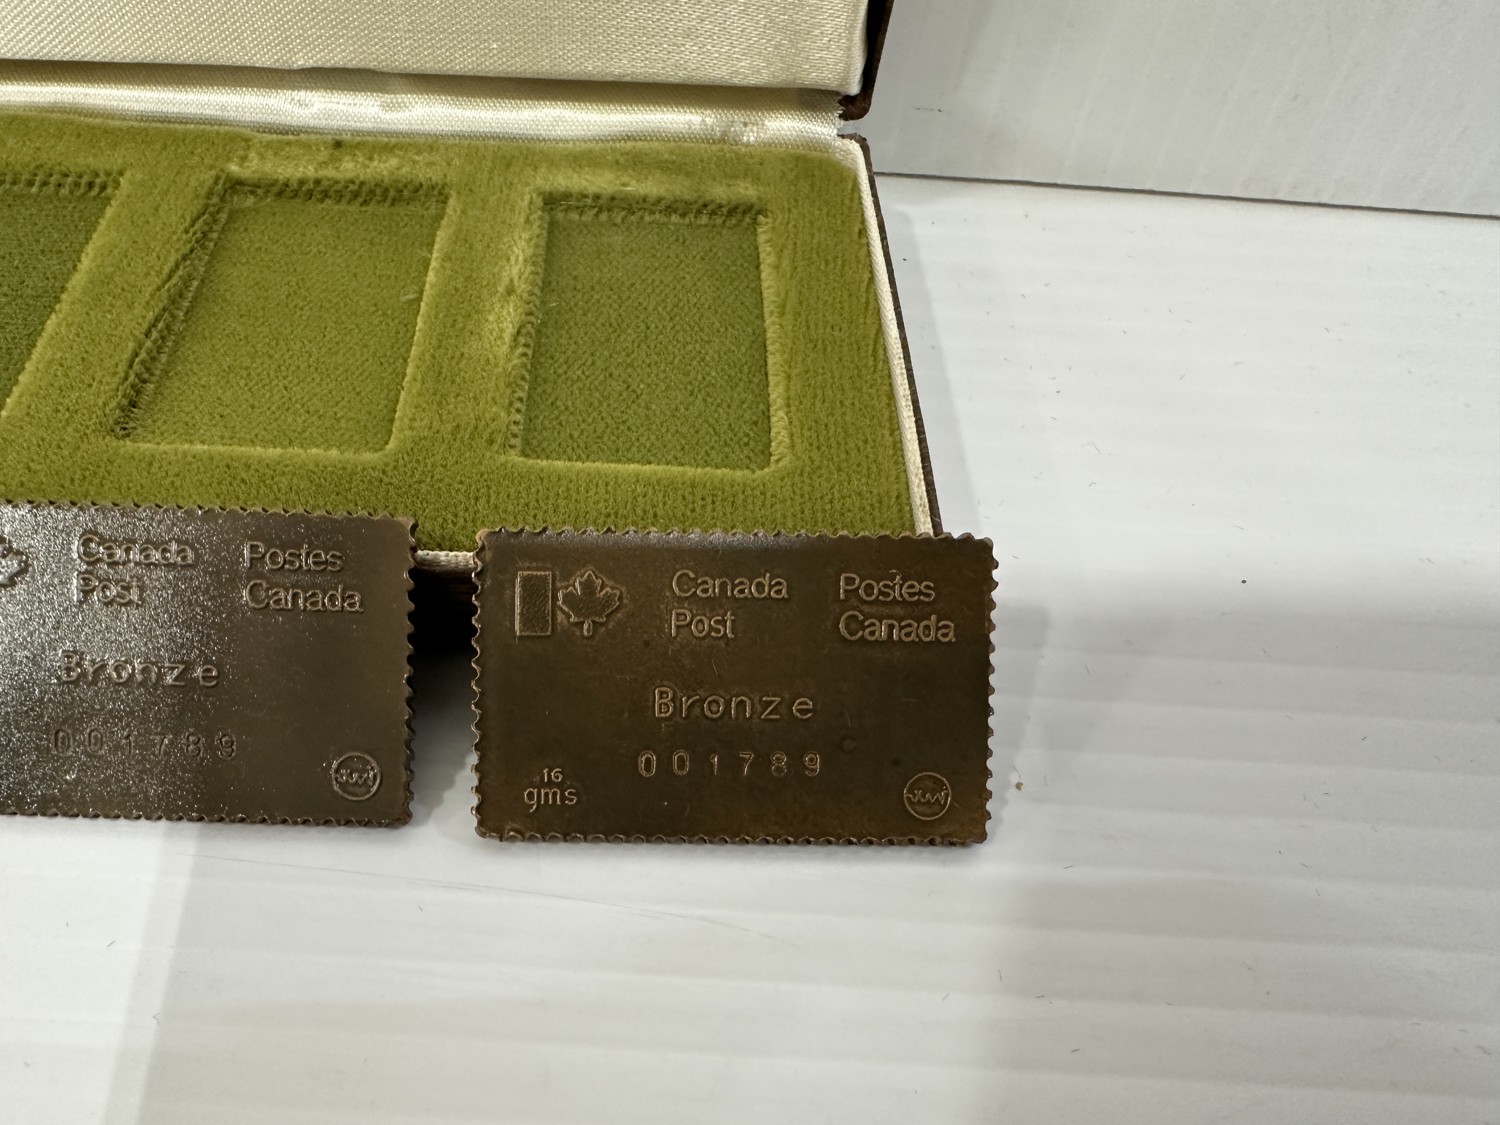 Canada Postes
Post Canada
Bronze
001789
Canada Postes
Post Canada
Bronze
001789
16
gms